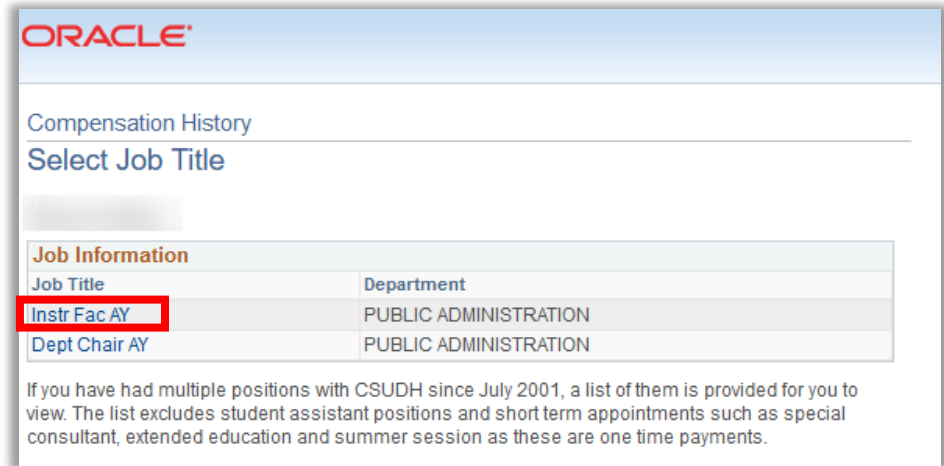 ORACLE
Compensation History
Select Job Title
Job Information
Job Title Department
Instr Fac AY PUBLIC ADMINISTRATION
Dept Chair AY PUBLIC ADMINISTRATION
If you have had multiple positions with CSUDH since July 2001, a list of them is provided for you to
view. The list excludes student assistant positions and short term appointments such as special
consultant, extended education and summer session as these are one time payments.